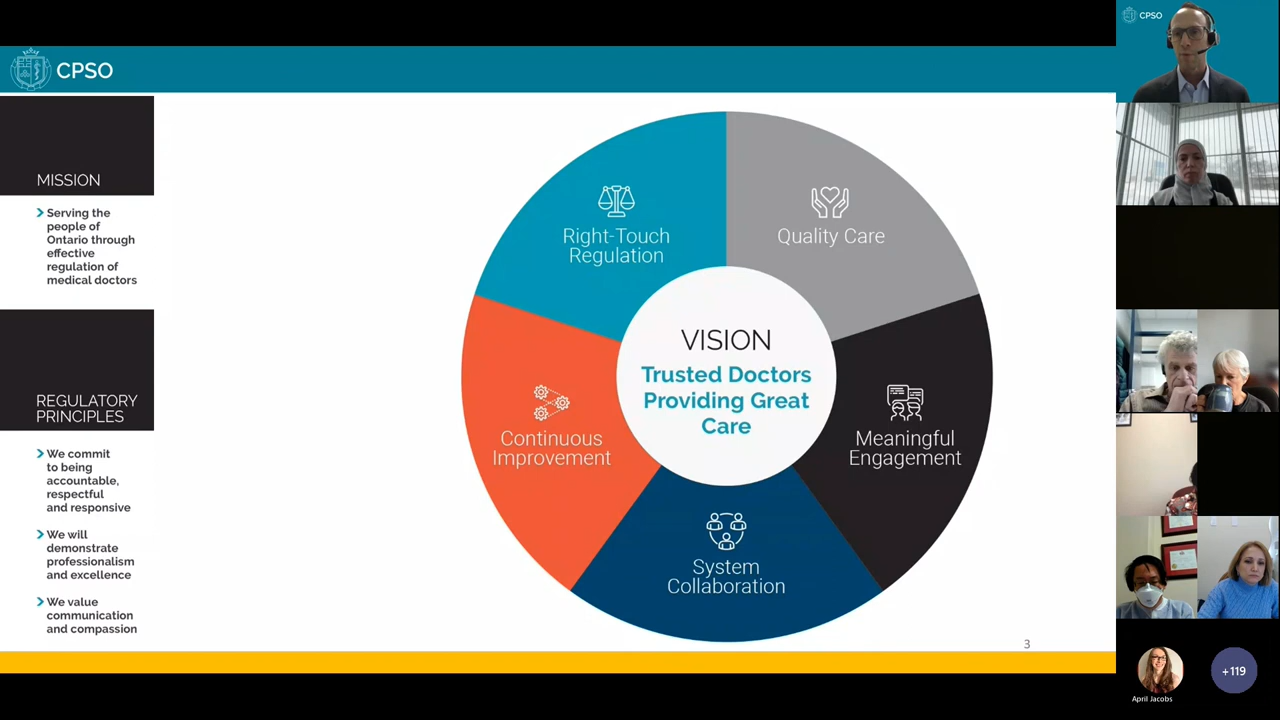 CPSO
MISSION
Serving the
people of
Ontario through
effective
regulation of
medical doctors
REGULATORY
PRINCIPLES
We commit
to being
accountable,
respectful
and responsive
We will
demonstrate
professionalism
and excellence
We value
communication
and compassion
Right-Touch
Regulation
Quality Care
Continuous
Improvement
VISION
Trusted Doctors
Providing Great
Care
Meaningful
Engagement
System
Collaboration
3
CPSO
April Jacobs
+119